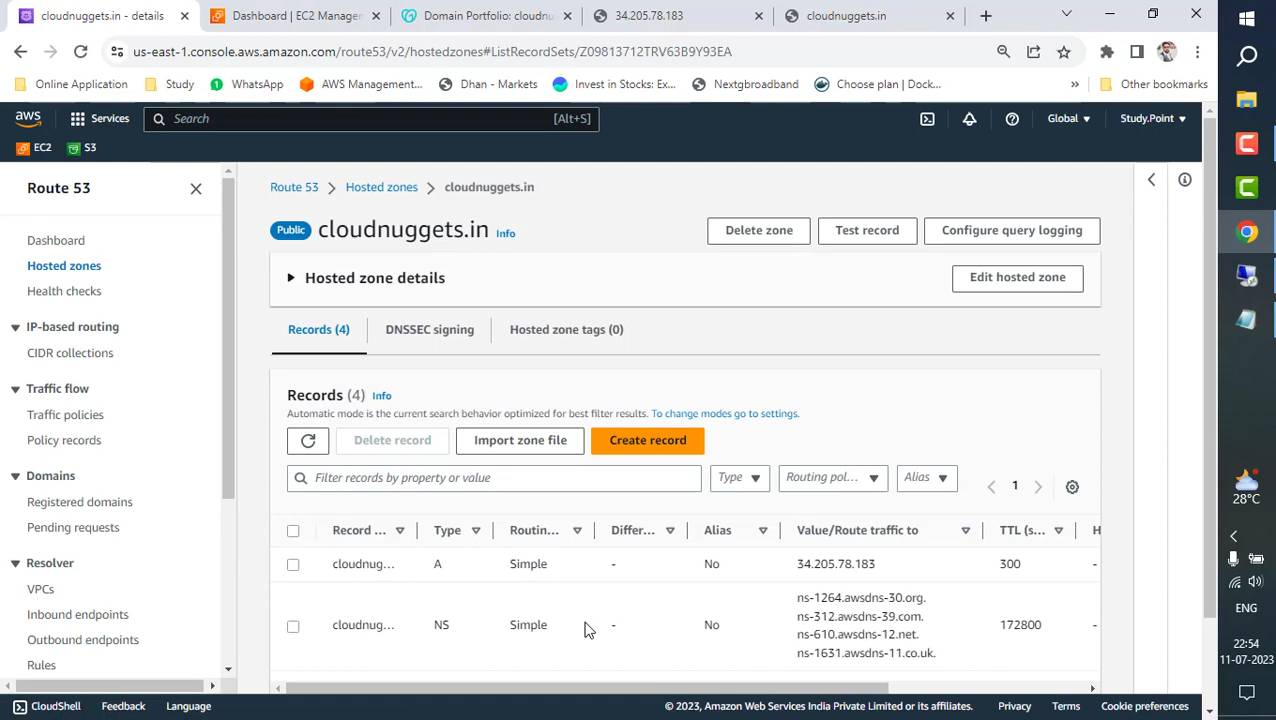 cloudnuggets.in - details
Dashboard | EC2 Manager
Domain Portfolio: cloudnu
34.205.78.183
cloudnuggets.in
us-east-1.console.aws.amazon.com/route53/v2/hostedzones#ListRecordSets/Z09813712TRV63B9Y93EA
Online Application
Study
WhatsApp
AWS Management...
Dhan - Markets
Invest in Stocks: Ex...
Nextgbroadband
Choose plan | Dock...
»
Other bookmarks
aws
Services
Search
[Alt+S]
Global
Study.Point
EC2
S3
Route 53
Dashboard
Hosted zones
Health checks
IP-based routing
CIDR collections
Traffic flow
Traffic policies
Policy records
Domains
Registered domains
Pending requests
Resolver
VPCs
Inbound endpoints
Outbound endpoints
Rules
Route 53 > Hosted zones > cloudnuggets.in
Public cloudnuggets.in Info
Delete zone
Test record
Configure query logging
Hosted zone details
Edit hosted zone
Records (4)
DNSSEC signing
Hosted zone tags (0)
Records (4) Info
Automatic mode is the current search behavior optimized for best filter results. To change modes go to settings.
Delete record
Import zone file
Create record
Filter records by property or value
Type
Routing pol...
Alias
1
Record ... Type Routin... Differ... Alias Value/Route traffic to TTL (s... H
cloudnug... A Simple - No 34.205.78.183 300 -
cloudnug... NS Simple - No ns-1264.awsdns-30.org. 172800 -
ns-312.awsdns-39.com.
ns-610.awsdns-12.net.
ns-1631.awsdns-11.co.uk.
CloudShell
Feedback
Language
© 2023, Amazon Web Services India Private Limited or its affiliates.
Privacy
Terms
Cookie preferences
28°C
ENG
22:54
11-07-2023